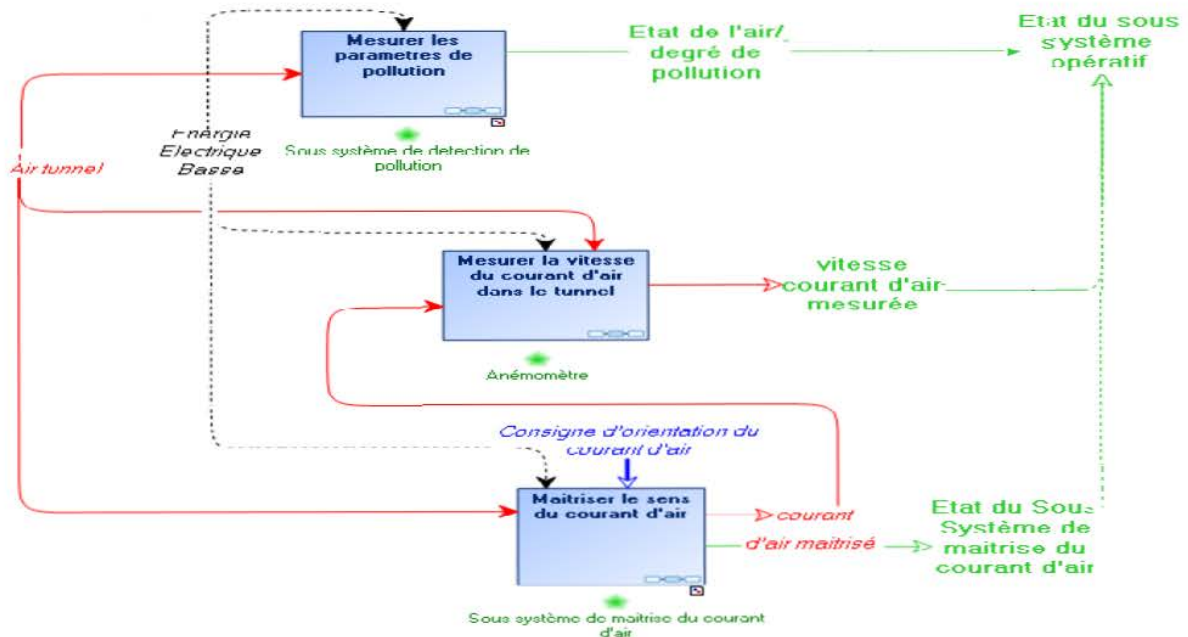 Mesurer les
parametres de
pollution
Etat de l'air/
degré de
pollution
Etat du sous
système
opératif
Sous système de detection de
pollution
Energie
Electrique
Basse
Air tunnel
Mesurer la vitesse
du courant d'air
dans le tunnel
vitesse
courant d'air
mesurée
Anémomètre
Consigne d'orientation du
courant d'air
Maitriser le sens
du courant d'air
courant
d'air maitrisé
Etat du Sous
Système de
maitrise du
courant d'air
Sous système de maitrise du courant
d'air